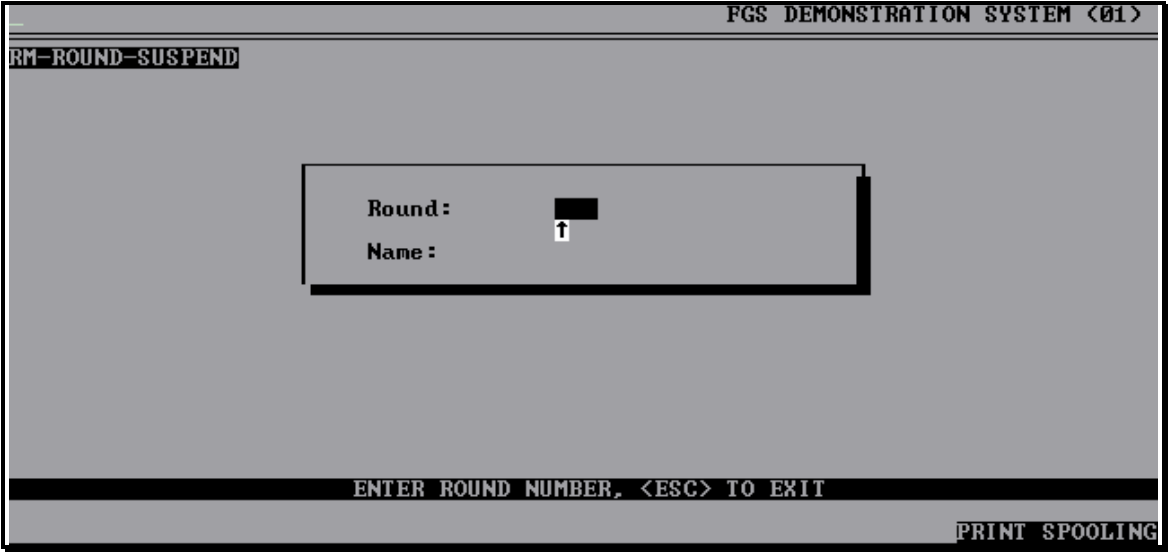 FGS DEMONSTRATION SYSTEM <01>
RM-ROUND-SUSPEND
Round:
↑
Name:
ENTER ROUND NUMBER, <ESC> TO EXIT
PRINT SPOOLING